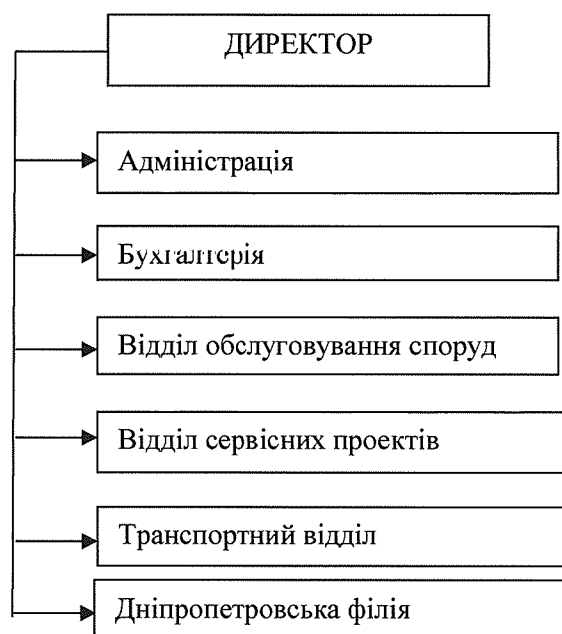 ДИРЕКТОР
Адміністрація
Бухгалтерія
Відділ обслуговування споруд
Відділ сервісних проектів
Транспортний відділ
Дніпропетровська філія